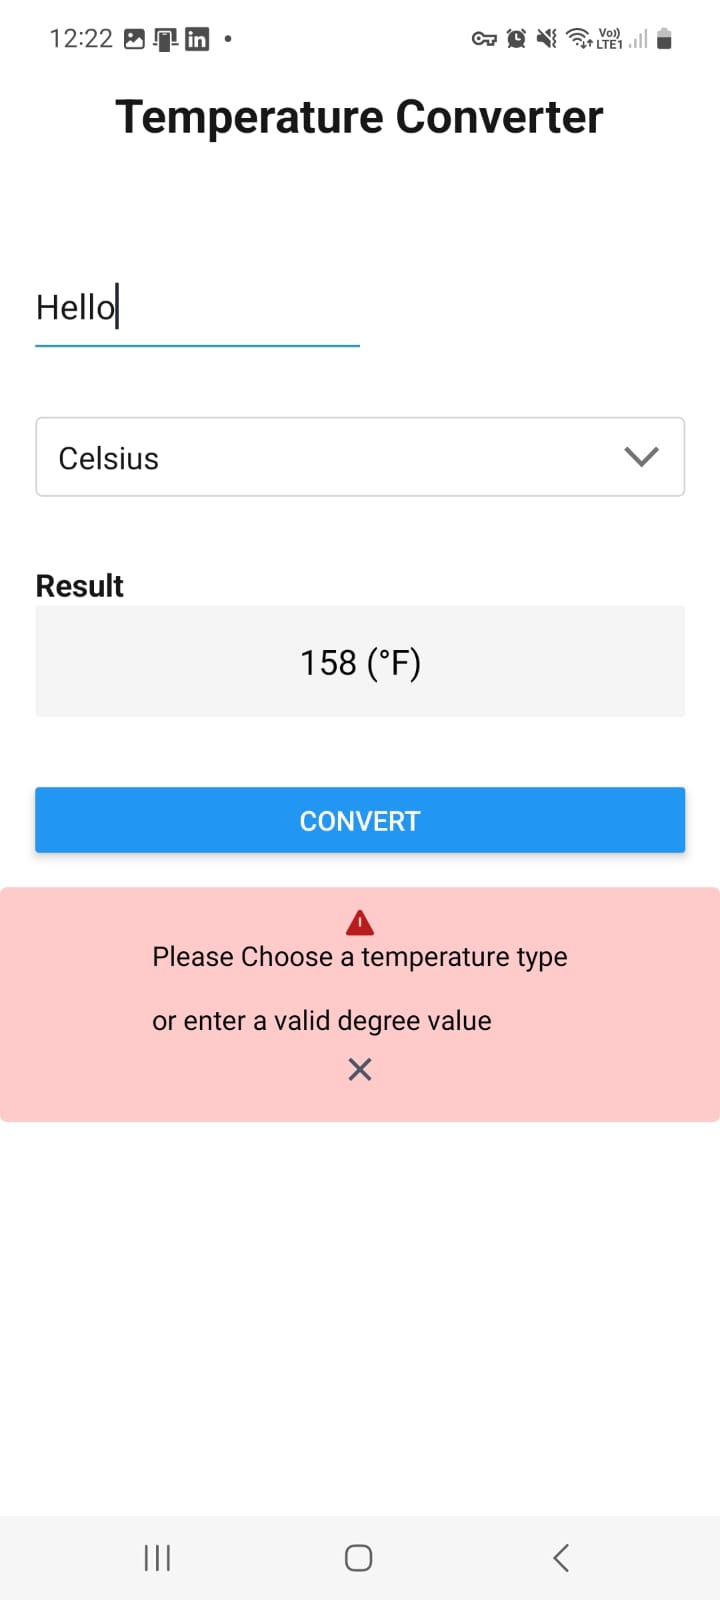 12:22
in
Vo))
LTE1
Temperature Converter
Hello
Celsius
Result
158 (°F)
CONVERT
Please Choose a temperature type
or enter a valid degree value